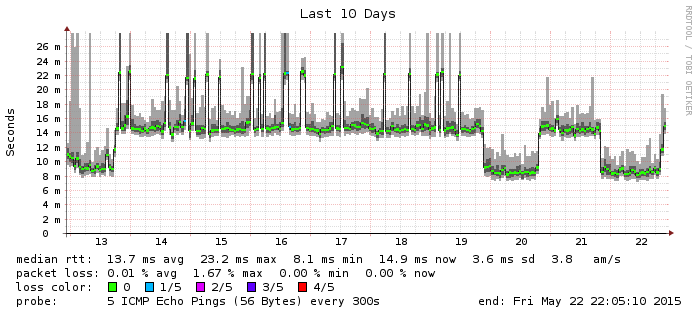 Last 10 Days
RRDTOOL / TOBI OETIKER
Seconds
26 m
24 m
22 m
20 m
18 m
16 m
14 m
12 m
10 m
8 m
6 m
4 m
2 m
0
13 14 15 16 17 18 19 20 21 22
median rtt: 13.7 ms avg 23.2 ms max 8.1 ms min 14.9 ms now 3.6 ms sd 3.8 am/s
packet loss: 0.01 % avg 1.67 % max 0.00 % min 0.00 % now
loss color: 0 1/5 2/5 3/5 4/5
probe: 5 ICMP Echo Pings (56 Bytes) every 300s end: Fri May 22 22:05:10 2015